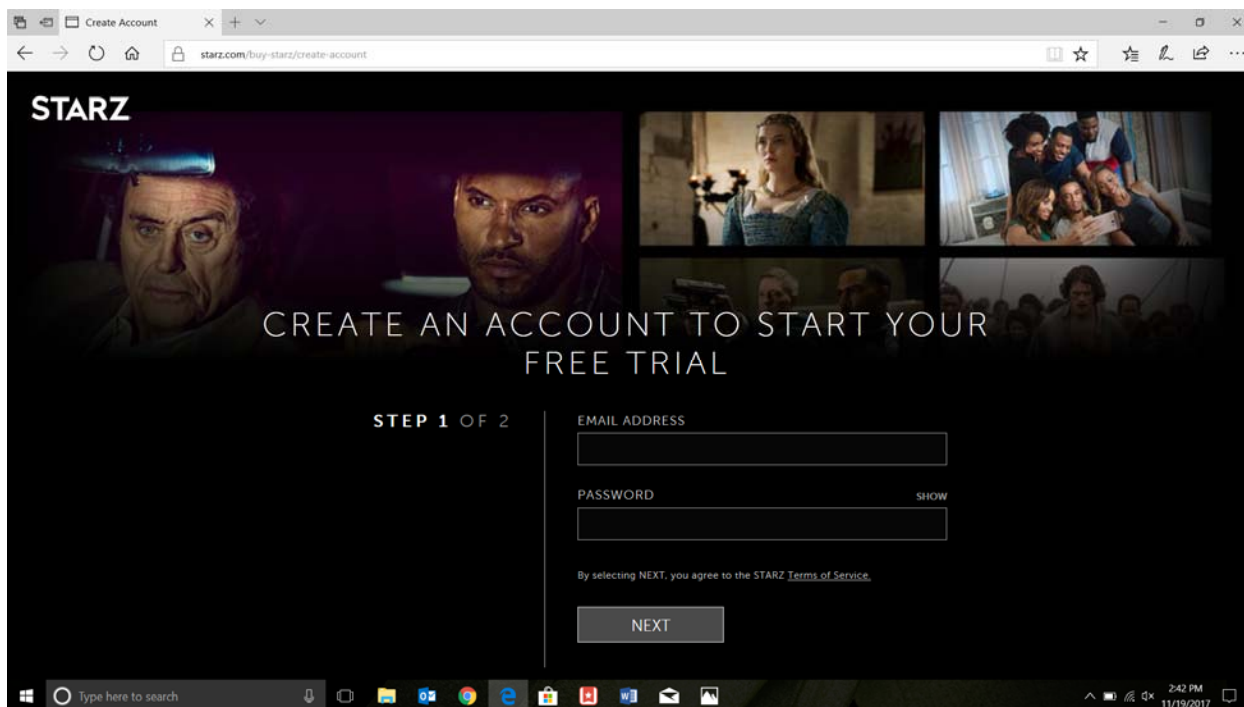 Create Account
starz.com/buy-starz/create-account
STARZ
CREATE AN ACCOUNT TO START YOUR
FREE TRIAL
STEP 1 OF 2
EMAIL ADDRESS
PASSWORD
SHOW
By selecting NEXT, you agree to the STARZ Terms of Service.
NEXT
Type here to search
2:42 PM
11/19/2017